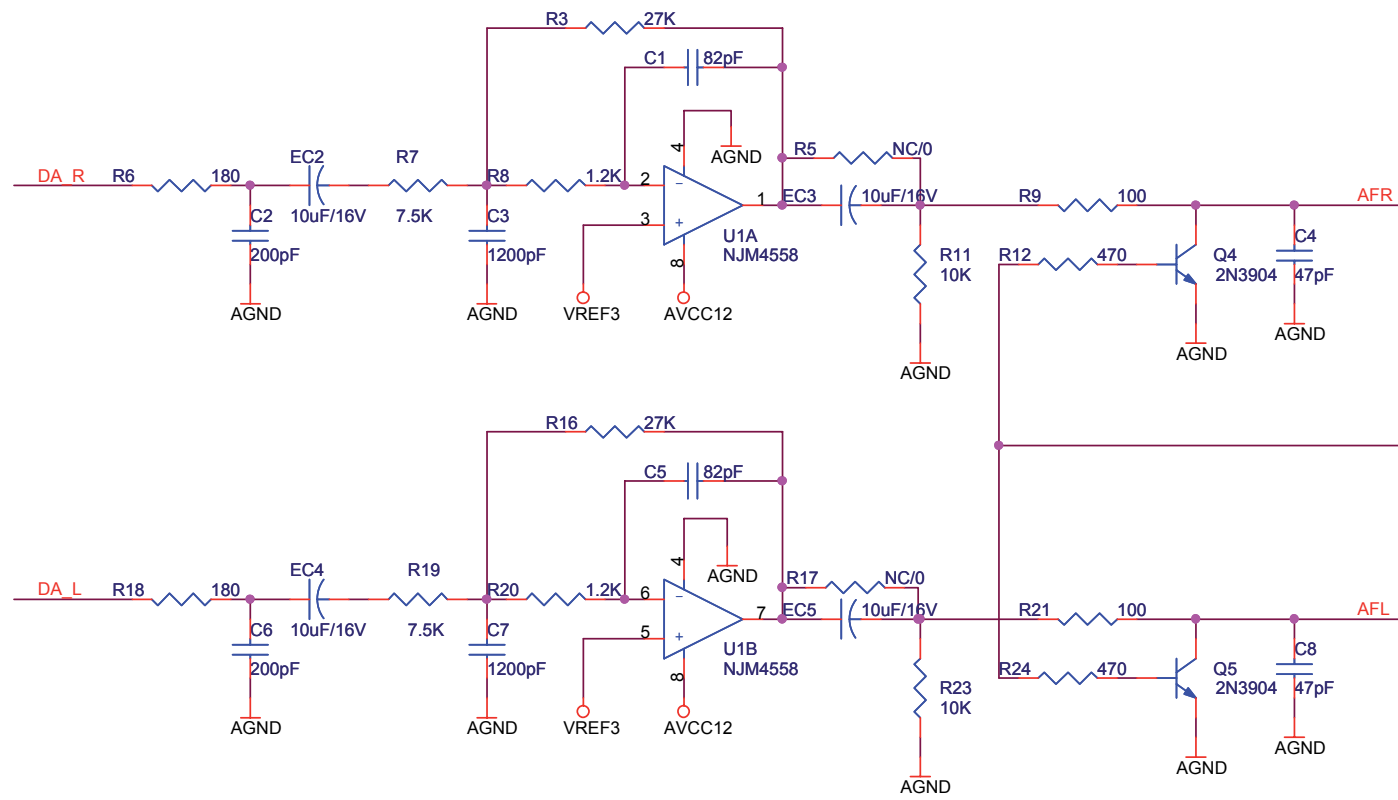 R3 27K
C1 82pF
4
AGND
R5 NC/0
DA_R R6 180 EC2 R7 R8 1.2K 2
10uF/16V 7.5K
C2
200pF
C3
1200pF
3
1 EC3 10uF/16V
U1A
NJM4558
8
R9 100 AFR
R11
10K
R12 470
Q4
2N3904
C4
47pF
AGND AGND VREF3 AVCC12
AGND
AGND
AGND
R16 27K
C5 82pF
4
AGND
R17 NC/0
DA_L R18 180 EC4 R19 R20 1.2K 6
10uF/16V 7.5K
C6
200pF
C7
1200pF
5
7 EC5 10uF/16V
U1B
NJM4558
8
R21 100 AFL
R23
10K
R24 470
Q5
2N3904
C8
47pF
AGND AGND VREF3 AVCC12
AGND
AGND
AGND